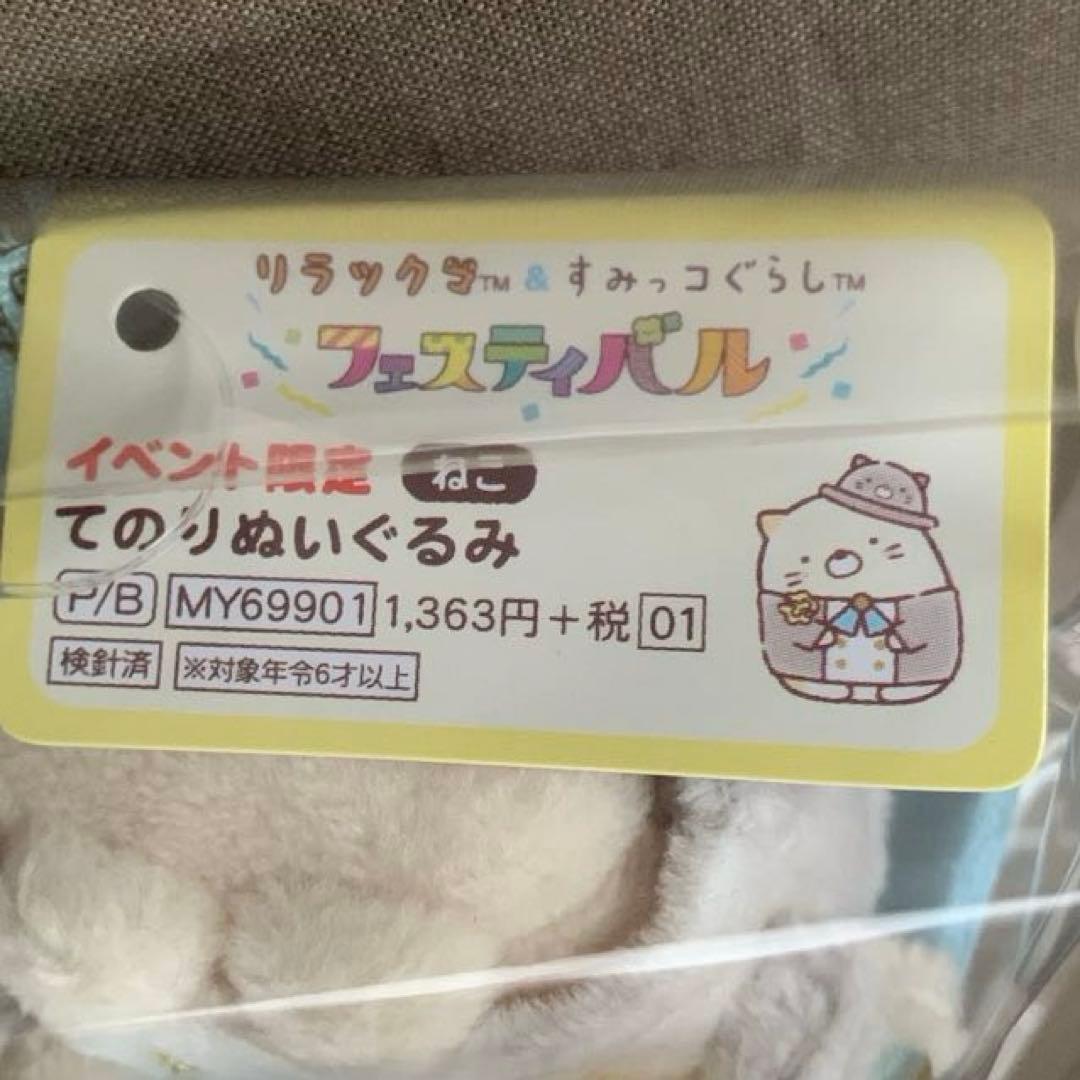 リラックマ™&すみっコぐらし™
フェスティバル
イベント限定 ねこ
てのりぬいぐるみ
P/B MY69901 1,363円+税 01
検針済 ※対象年令6才以上